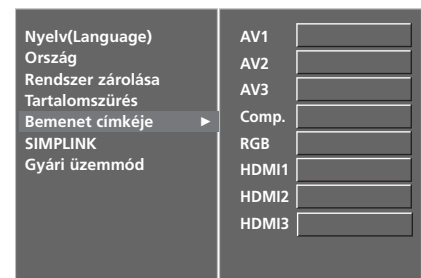 Nyelv(Language)
Ország
Rendszer zárolása
Tartalomszűrés
Bemenet címkéje ►
SIMPLINK
Gyári üzemmód
AV1
AV2
AV3
Comp.
RGB
HDMI1
HDMI2
HDMI3